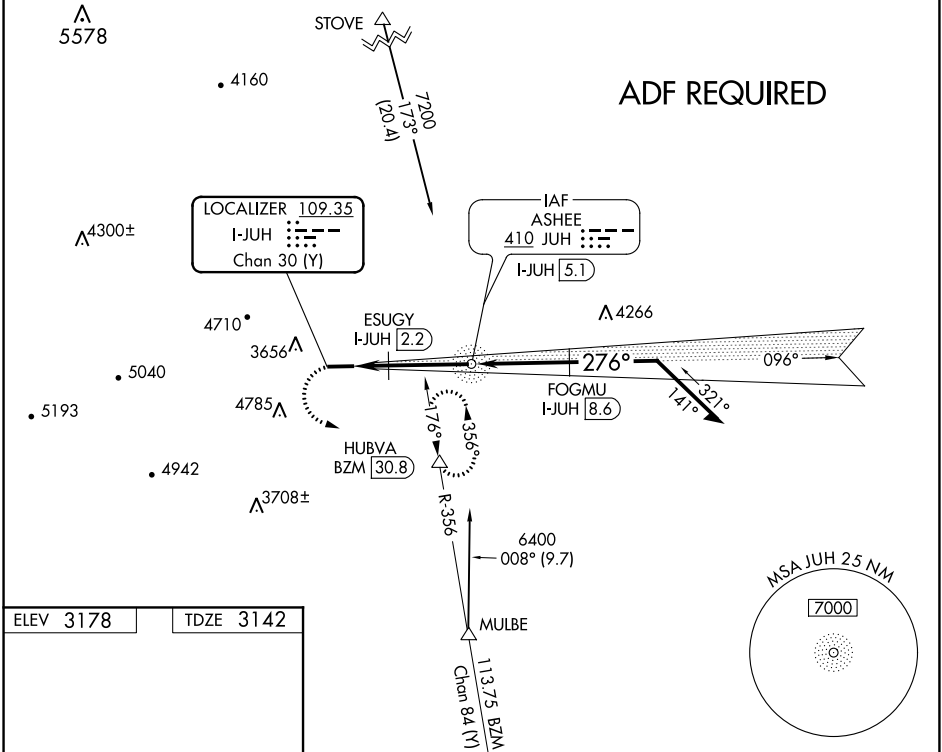 5578
STOVE
4160
7200
173°
(20.4)
ADF REQUIRED
LOCALIZER 109.35
I-JUH
Chan 30 (Y)
IAF
ASHEE
410 JUH
I-JUH 5.1
4300±
4266
4710
ESUGY
I-JUH 2.2
3656
276°
096°
5040
FOGMU
I-JUH 8.6
321°
141°
5193
4785
176°
356°
HUBVA
BZM 30.8
4942
3708±
R-356
6400
008° (9.7)
MSA JUH 25 NM
7000
ELEV 3178
TDZE 3142
MULBE
113.75 BZM
Chan 84 (Y)